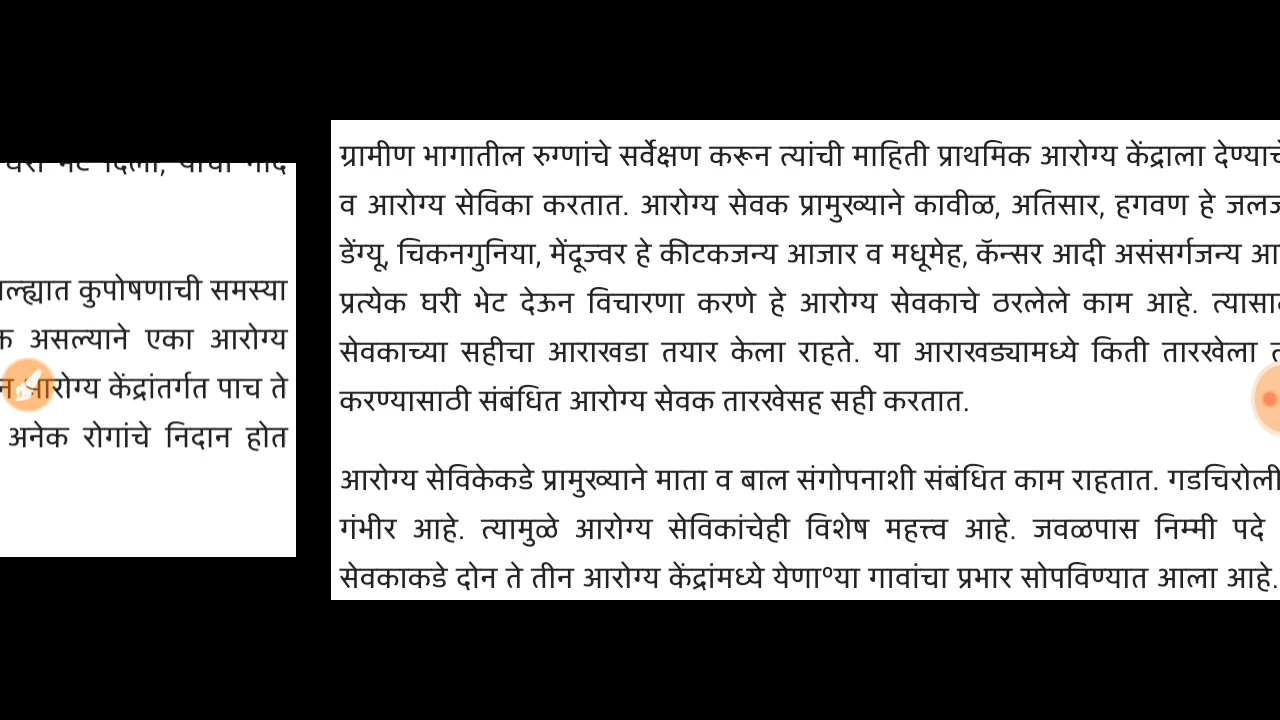 ग्रामीण भागातील रुग्णांचे सर्वेक्षण करून त्यांची माहिती प्राथमिक आरोग्य केंद्राला
व आरोग्य सेविका करतात. आरोग्य सेवक प्रामुख्याने कावीळ, अतिसार, हगवण हे
डेंग्यू, चिकनगुनिया, मेंदूज्वर हे कीटकजन्य आजार व मधूमेह, कॅन्सर आदी असंसर्गजन्य
प्रत्येक घरी भेट देऊन विचारणा करणे हे आरोग्य सेवकाचे ठरलेले काम आहे.
सेवकाच्या सहीचा आराखडा तयार केला राहते. या आराखड्यामध्ये किती तारखेला
करण्यासाठी संबंधित आरोग्य सेवक तारखेसह सही करतात.
आरोग्य सेविकेकडे प्रामुख्याने माता व बाल संगोपनाशी संबंधित काम राहतात. गडचिरोली
गंभीर आहे. त्यामुळे आरोग्य सेविकांचेही विशेष महत्त्व आहे. जवळपास निम्मी पदे
सेवकाकडे दोन ते तीन आरोग्य केंद्रांमध्ये येणाºया गावांचा प्रभार सोपविण्यात आला आहे.
कुपोषणाची समस्या
असल्याने एका आरोग्य
आरोग्य केंद्रांतर्गत पाच ते
अनेक रोगांचे निदान होत